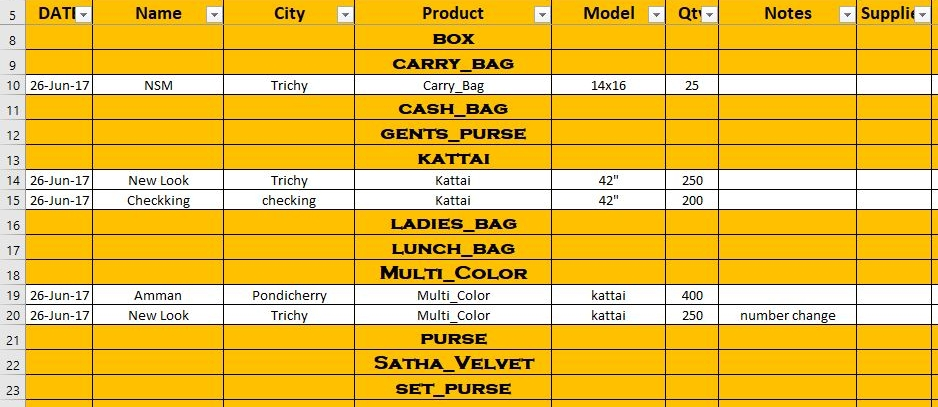 5 DATE Name City Product Model Qty Notes Supplie
8 BOX
9 CARRY_BAG
10 26-Jun-17 NSM Trichy Carry_Bag 14x16 25
11 CASH_BAG
12 GENTS_PURSE
13 KATTAI
14 26-Jun-17 New Look Trichy Kattai 42" 250
15 26-Jun-17 Checkking checking Kattai 42" 200
16 LADIES_BAG
17 LUNCH_BAG
18 MULTI_COLOR
19 26-Jun-17 Amman Pondicherry Multi_Color kattai 400
20 26-Jun-17 New Look Trichy Multi_Color kattai 250 number change
21 PURSE
22 SATHA_VELVET
23 SET_PURSE